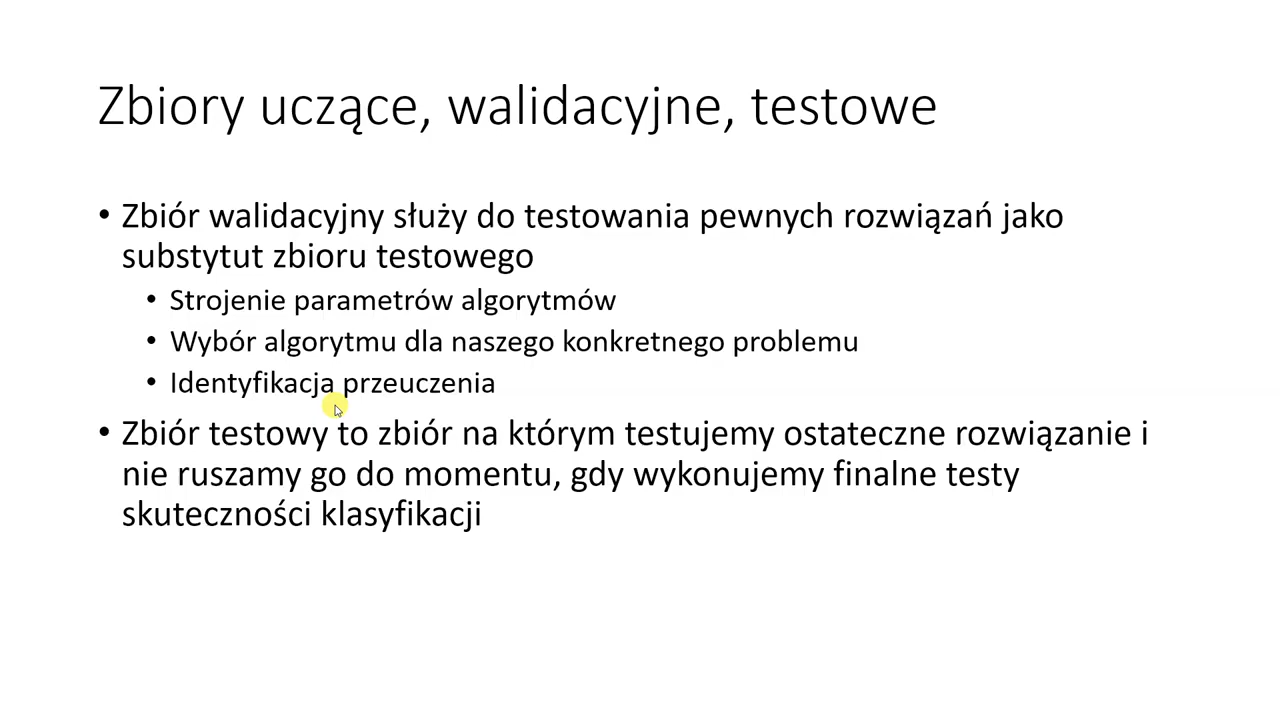 Zbiory uczące, walidacyjne, testowe
• Zbiór walidacyjny służy do testowania pewnych rozwiązań jako
substytut zbioru testowego
• Strojenie parametrów algorytmów
• Wybór algorytmu dla naszego konkretnego problemu
• Identyfikacja przeuczenia
• Zbiór testowy to zbiór na którym testujemy ostateczne rozwiązanie i
nie ruszamy go do momentu, gdy wykonujemy finalne testy
skuteczności klasyfikacji